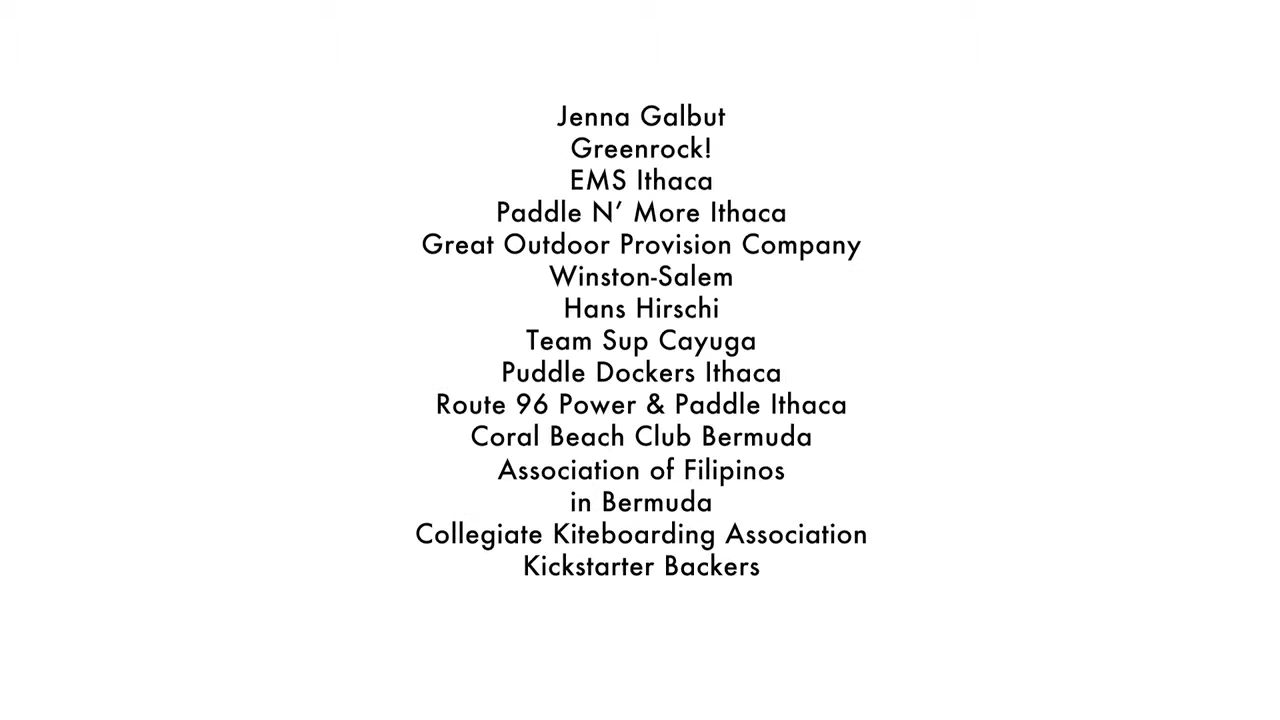 Jenna Galbut
Greenrock!
EMS Ithaca
Paddle N’ More Ithaca
Great Outdoor Provision Company
Winston-Salem
Hans Hirschi
Team Sup Cayuga
Puddle Dockers Ithaca
Route 96 Power & Paddle Ithaca
Coral Beach Club Bermuda
Association of Filipinos
in Bermuda
Collegiate Kiteboarding Association
Kickstarter Backers